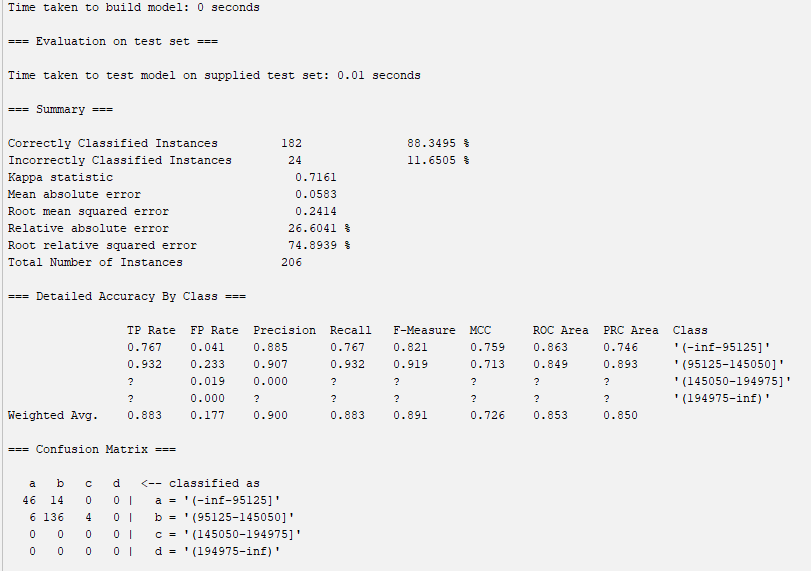 Time taken to build model: 0 seconds
=== Evaluation on test set ===
Time taken to test model on supplied test set: 0.01 seconds
=== Summary ===
Correctly Classified Instances 182 88.3495 %
Incorrectly Classified Instances 24 11.6505 %
Kappa statistic 0.7161
Mean absolute error 0.0583
Root mean squared error 0.2414
Relative absolute error 26.6041 %
Root relative squared error 74.8939 %
Total Number of Instances 206
=== Detailed Accuracy By Class ===
TP Rate FP Rate Precision Recall F-Measure MCC ROC Area PRC Area Class
0.767 0.041 0.885 0.767 0.821 0.759 0.863 0.746 '(-inf-95125]'
0.932 0.233 0.907 0.932 0.919 0.713 0.849 0.893 '(95125-145050]'
? 0.019 0.000 ? ? ? ? ? '(145050-194975]'
? 0.000 ? ? ? ? ? ? '(194975-inf)'
Weighted Avg. 0.883 0.177 0.900 0.883 0.891 0.726 0.853 0.850
=== Confusion Matrix ===
a b c d <-- classified as
46 14 0 0 | a = '(-inf-95125]'
6 136 4 0 | b = '(95125-145050]'
0 0 0 0 | c = '(145050-194975]'
0 0 0 0 | d = '(194975-inf)'